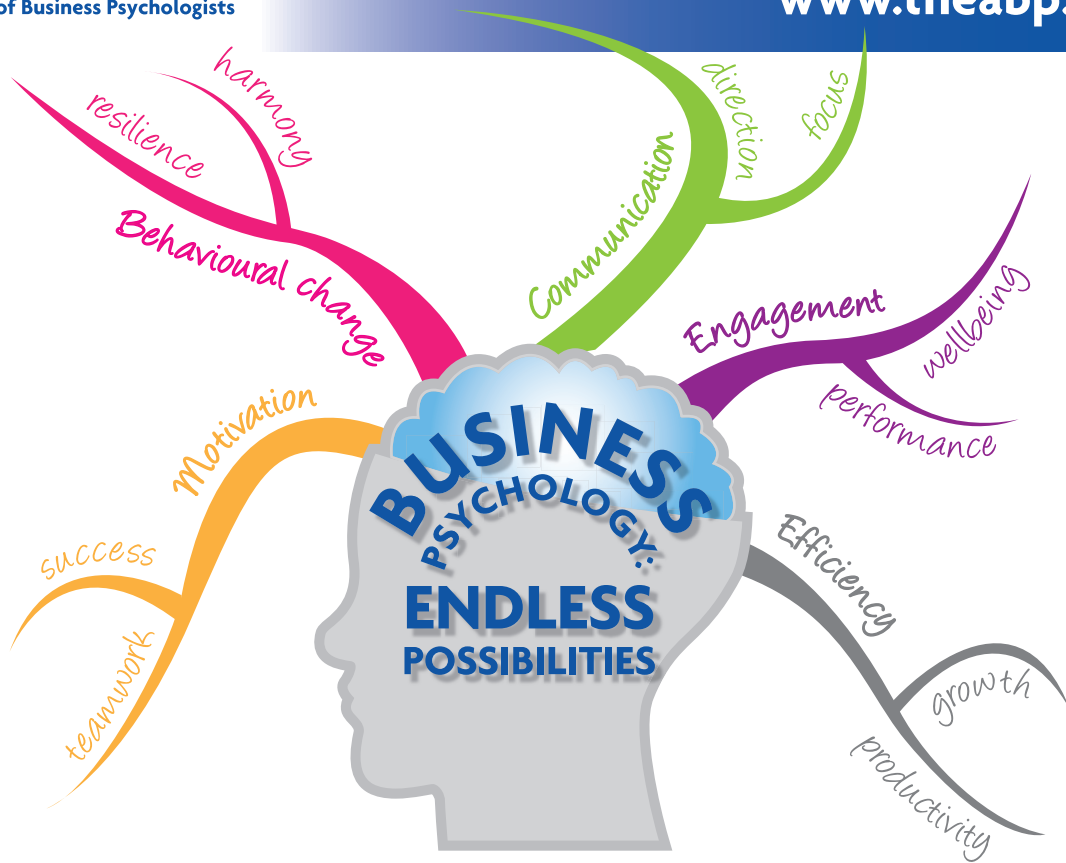 of Business Psychologists
www.theabp.
harmony
resilience
Behavioural change
direction
focus
Communication
Engagement
wellbeing
performance
Motivation
success
teamwork
BUSINESS
PSYCHOLOGY:
ENDLESS
POSSIBILITIES
Efficiency
growth
productivity